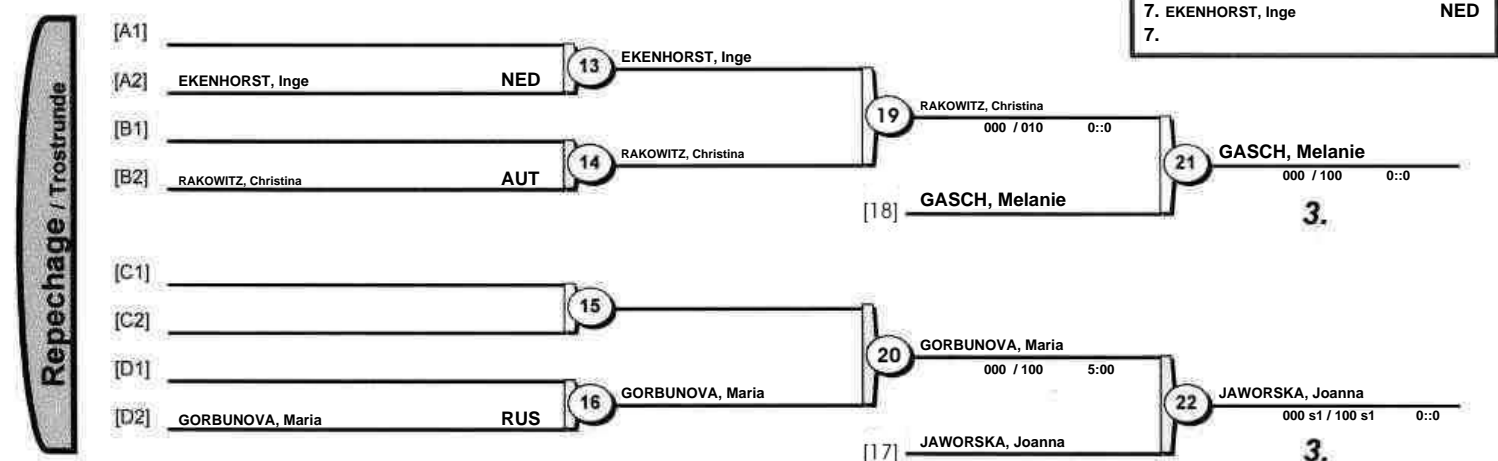 7. EKENHORST, Inge NED
7.
Repechage / Trostrunde
[A1]
13
EKENHORST, Inge
[A2] EKENHORST, Inge NED
19
RAKOWITZ, Christina
000 / 010 0::0
[B1]
14
RAKOWITZ, Christina
[B2] RAKOWITZ, Christina AUT
21
GASCH, Melanie
000 / 100 0::0
[18] GASCH, Melanie
3.
[C1]
15
[C2]
20
GORBUNOVA, Maria
000 / 100 5:00
[D1]
16
GORBUNOVA, Maria
[D2] GORBUNOVA, Maria RUS
22
JAWORSKA, Joanna
000 s1 / 100 s1 0::0
[17] JAWORSKA, Joanna
3.